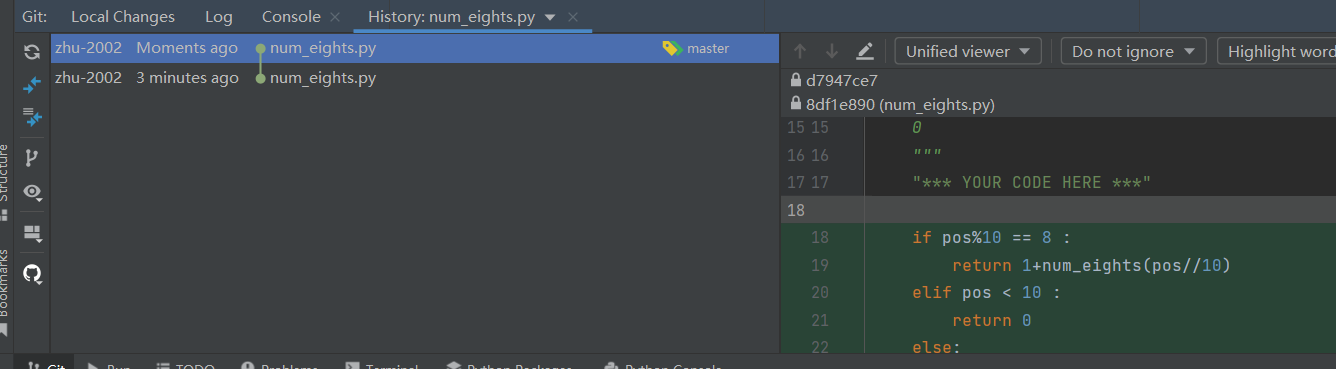 Git: Local Changes Log Console History: num_eights.py
zhu-2002 Moments ago num_eights.py master
zhu-2002 3 minutes ago num_eights.py
Unified viewer Do not ignore Highlight word
d7947ce7
8df1e890 (num_eights.py)
15 15 0
16 16 """
17 17 "*** YOUR CODE HERE ***"
18
18 if pos%10 == 8 :
19 return 1+num_eights(pos//10)
20 elif pos < 10 :
21 return 0
22 else:
Structure
Bookmarks
Git Run TODO Problems Terminal Python Packages Python Console